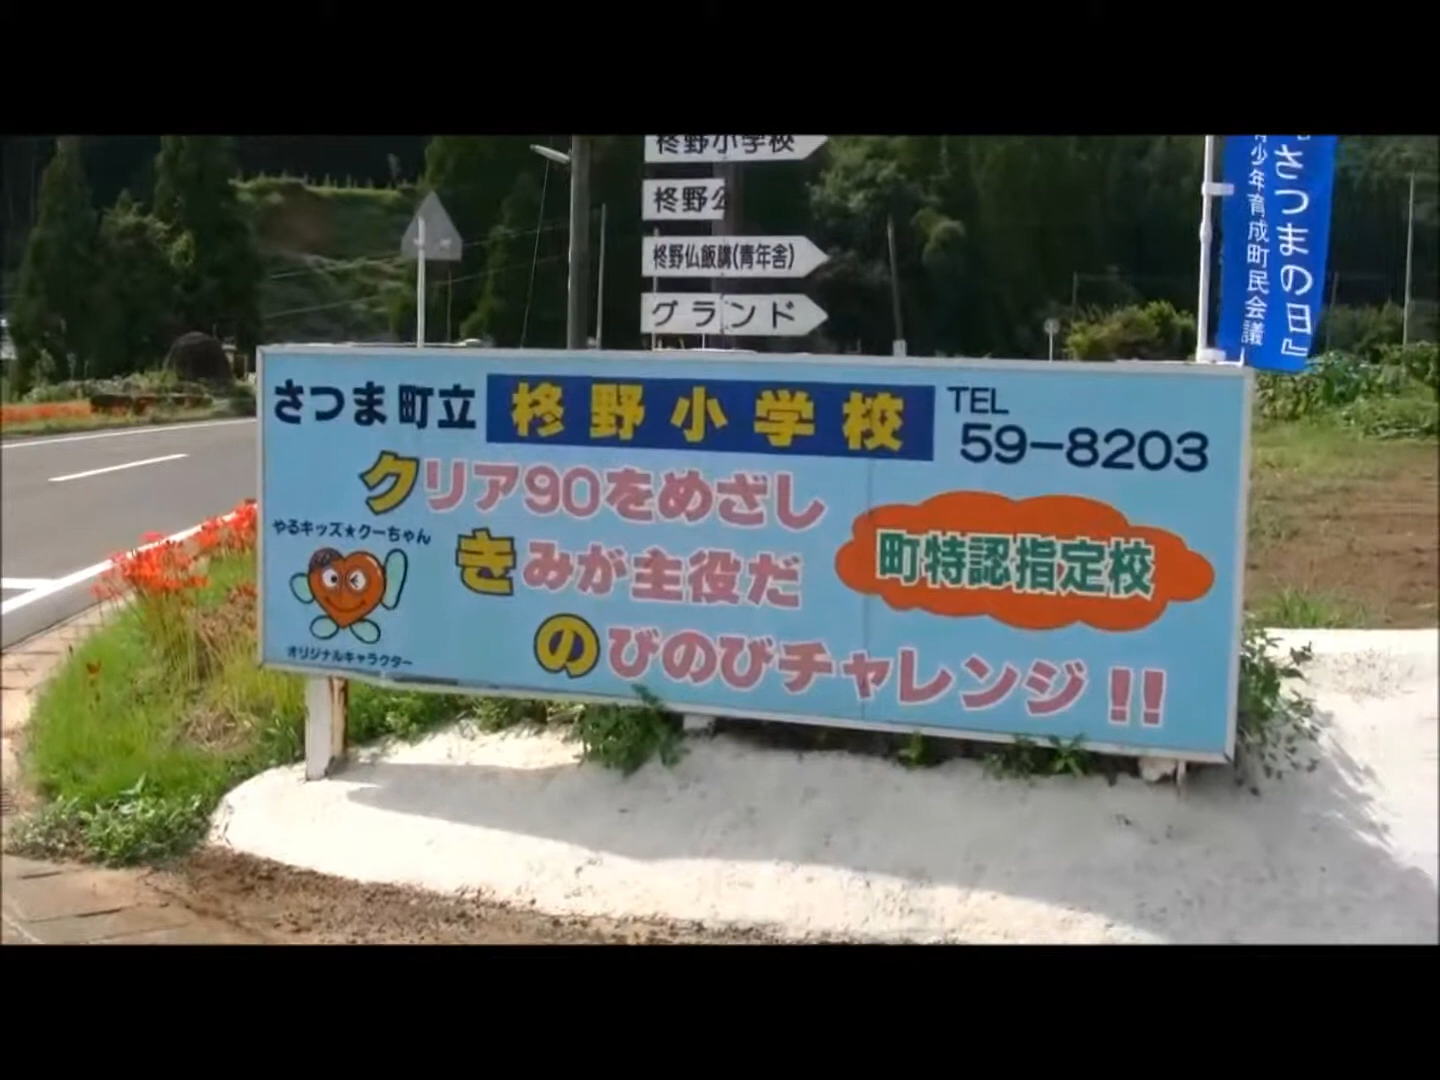 柊野小学校
柊野公
柊野仏飯講(青年舎)
グランド
さつまの日』
少年育成町民会議
さつま町立 柊野小学校 TEL
59-8203
クリア90をめざし
きみが主役だ
のびのびチャレンジ!!
町特認指定校
やるキッズ★クーちゃん
オリジナルキャラクター